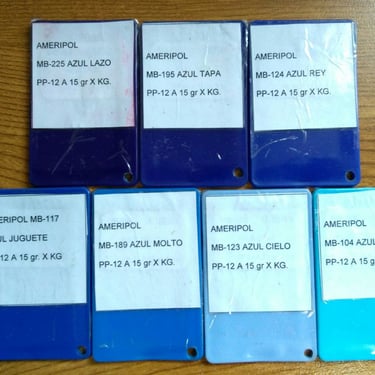 AMERIPOL
MB-225 AZUL LAZO
PP-12 A 15 gr X KG.
AMERIPOL
MB-195 AZUL TAPA
PP-12 A 15 gr X KG.
AMERIPOL
MB-124 AZUL REY
PP-12 A 15 gr X KG.
ERIPOL MB-117
UL JUGUETE
12 A 15 gr. X KG
AMERIPOL
MB-189 AZUL MOLTO
PP-12 A 15 gr X KG.
AMERIPOL
MB-123 AZUL CIELO
PP-12 A 15 gr X KG.
AMERIPOL
MB-104 AZU
PP-12 A 15 g